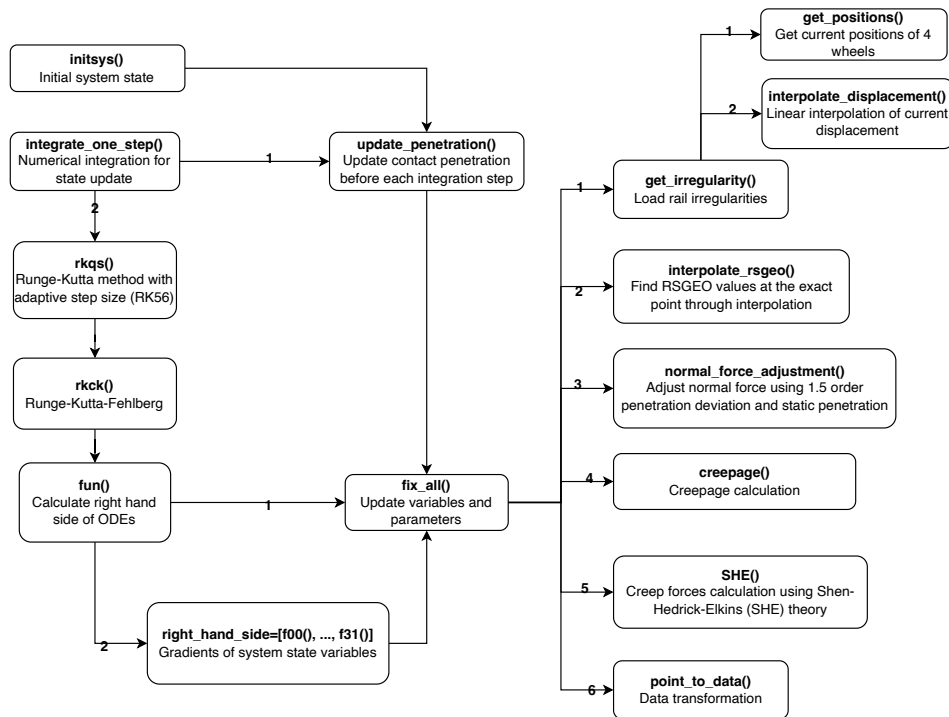 initsys()
Initial system state
integrate_one_step()
Numerical integration for
state update
1
2
rkqs()
Runge-Kutta method with
adaptive step size (RK56)
rkck()
Runge-Kutta-Fehlberg
fun()
Calculate right hand
side of ODEs
1
2
right_hand_side=[f00(), ..., f31()]
Gradients of system state variables
update_penetration()
Update contact penetration
before each integration step
fix_all()
Update variables and
parameters
1
get_positions()
Get current positions of 4
wheels
2
interpolate_displacement()
Linear interpolation of current
displacement
1
get_irregularity()
Load rail irregularities
2
interpolate_rsgeo()
Find RSGEO values at the exact
point through interpolation
3
normal_force_adjustment()
Adjust normal force using 1.5 order
penetration deviation and static penetration
4
creepage()
Creepage calculation
5
SHE()
Creep forces calculation using Shen-
Hedrick-Elkins (SHE) theory
6
point_to_data()
Data transformation